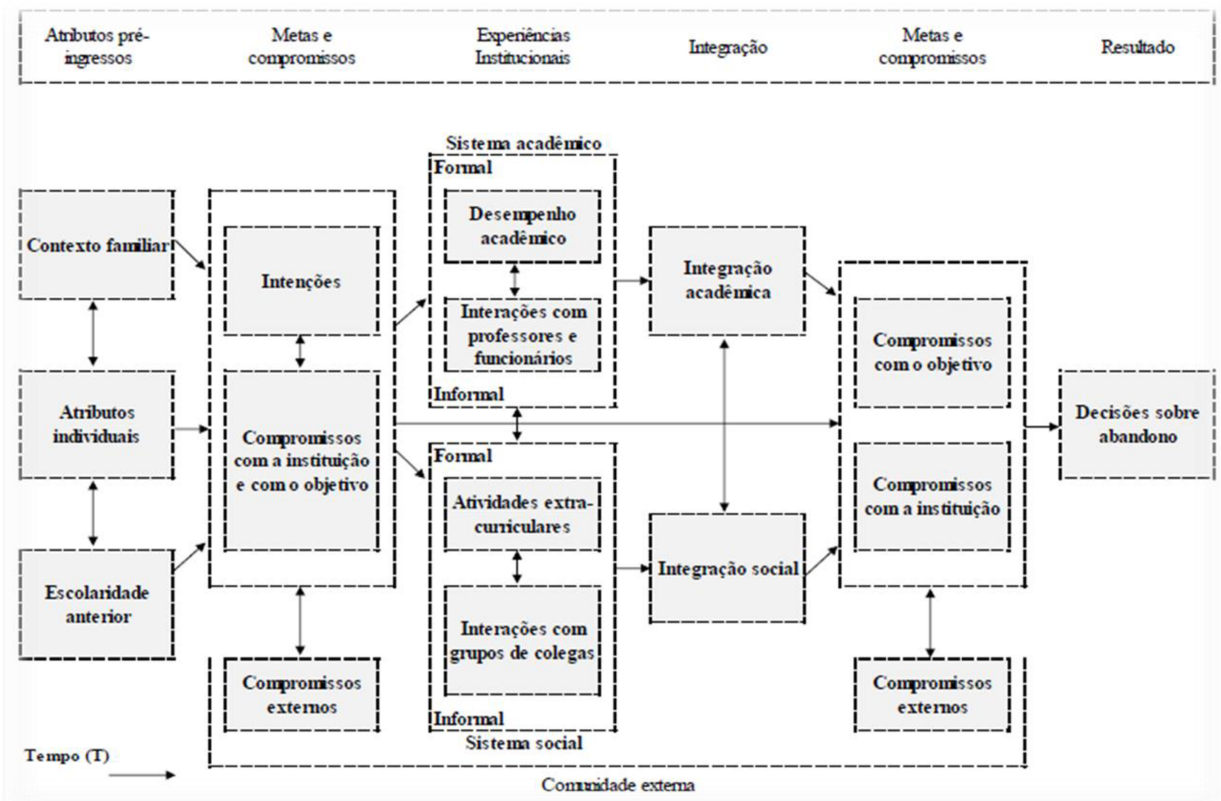 Atributos pré-
ingressos
Metas e
compromissos
Experiências
Institucionais
Integração
Metas e
compromissos
Resultado
Sistema acadêmico
Formal
Desempenho
acadêmico
Interações com
professores e
funcionários
Informal
Contexto familiar
Atributos
individuais
Escolaridade
anterior
Intenções
Compromissos
com a instituição
e com o objetivo
Compromissos
externos
Formal
Atividades extra-
curriculares
Interações com
grupos de colegas
Informal
Sistema social
Integração
acadêmica
Integração social
Compromissos
com o objetivo
Compromissos
com a instituição
Compromissos
externos
Decisões sobre
abandono
Tempo (T)
Comunidade externa